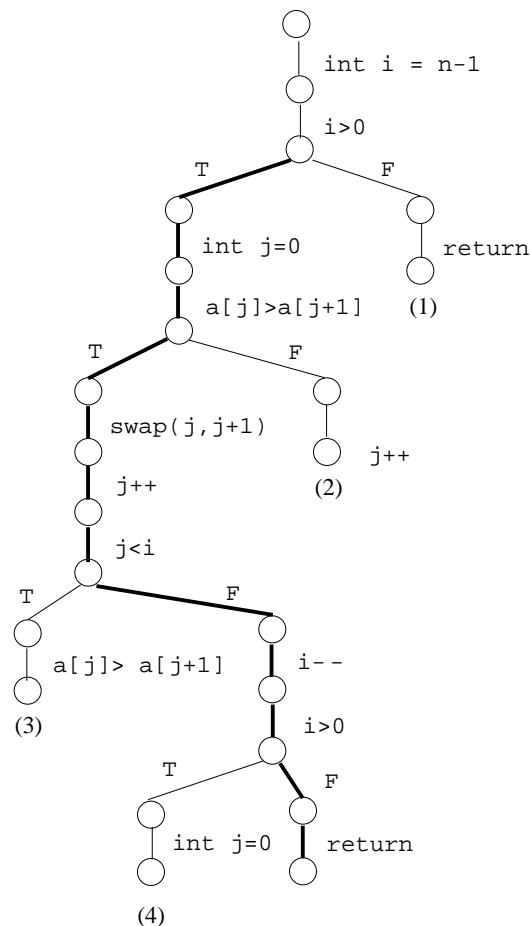 int i = n-1
i>0
T F
int j=0 return
a[j]>a[j+1] (1)
T F
swap(j,j+1) j++
j++ (2)
j<i
T F
a[j]> a[j+1] i--
(3) i>0
T F
int j=0 return
(4)